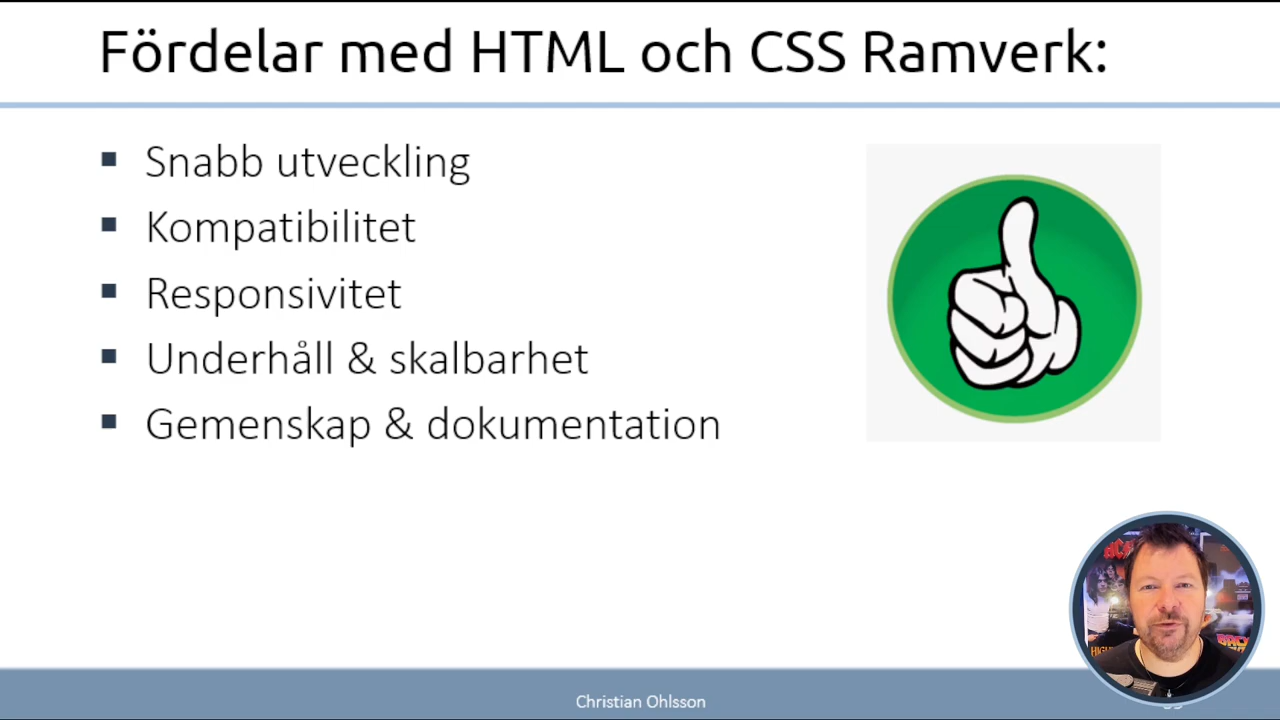 Fördelar med HTML och CSS Ramverk:
Snabb utveckling
Kompatibilitet
Responsivitet
Underhåll & skalbarhet
Gemenskap & dokumentation
Christian Ohlsson